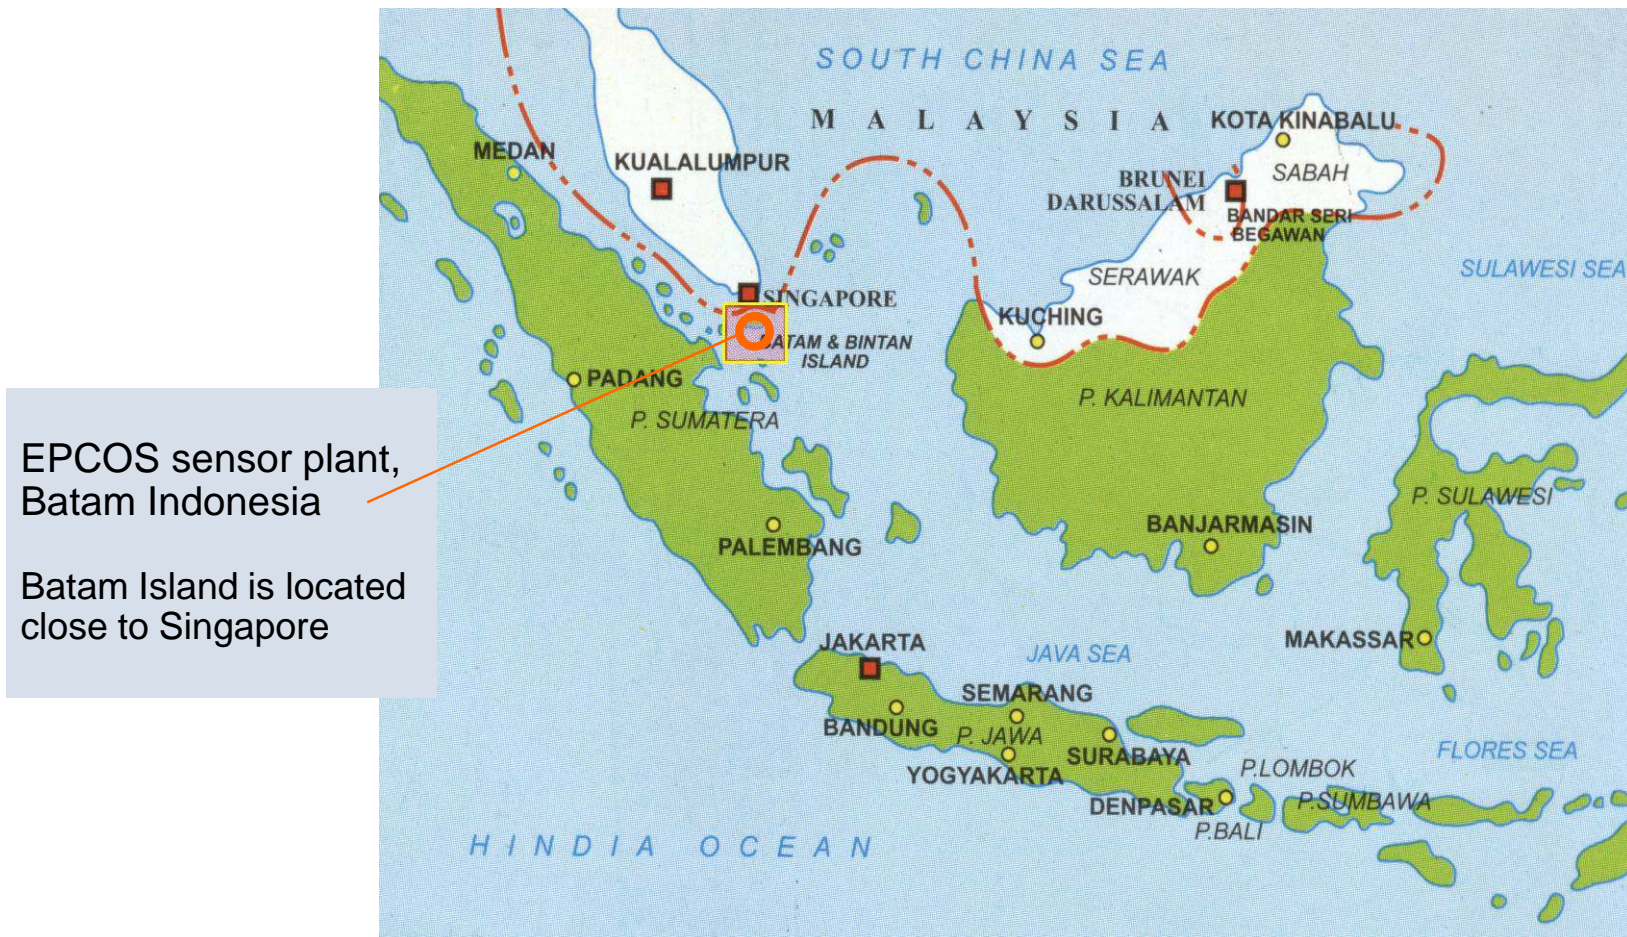 SOUTH CHINA SEA
MALAYSIA
KOTA KINABALU
MEDAN
KUALALUMPUR
SABAH
BRUNEI
DARUSSALAM
BANDAR SERI
BEGAWAN
SULAWESI SEA
SERAWAK
SINGAPORE
KUCHING
BATAM & BINTAN
ISLAND
PADANG
P. KALIMANTAN
P. SUMATERA
EPCOS sensor plant,
Batam Indonesia
Batam Island is located
close to Singapore
P. SULAWESI
BANJARMASIN
PALEMBANG
MAKASSAR
JAKARTA
JAVA SEA
SEMARANG
BANDUNG
P. JAWA
SURABAYA
FLORES SEA
YOGYAKARTA
P.LOMBOK
DENPASAR
P.SUMBAWA
P.BALI
HINDIA OCEAN